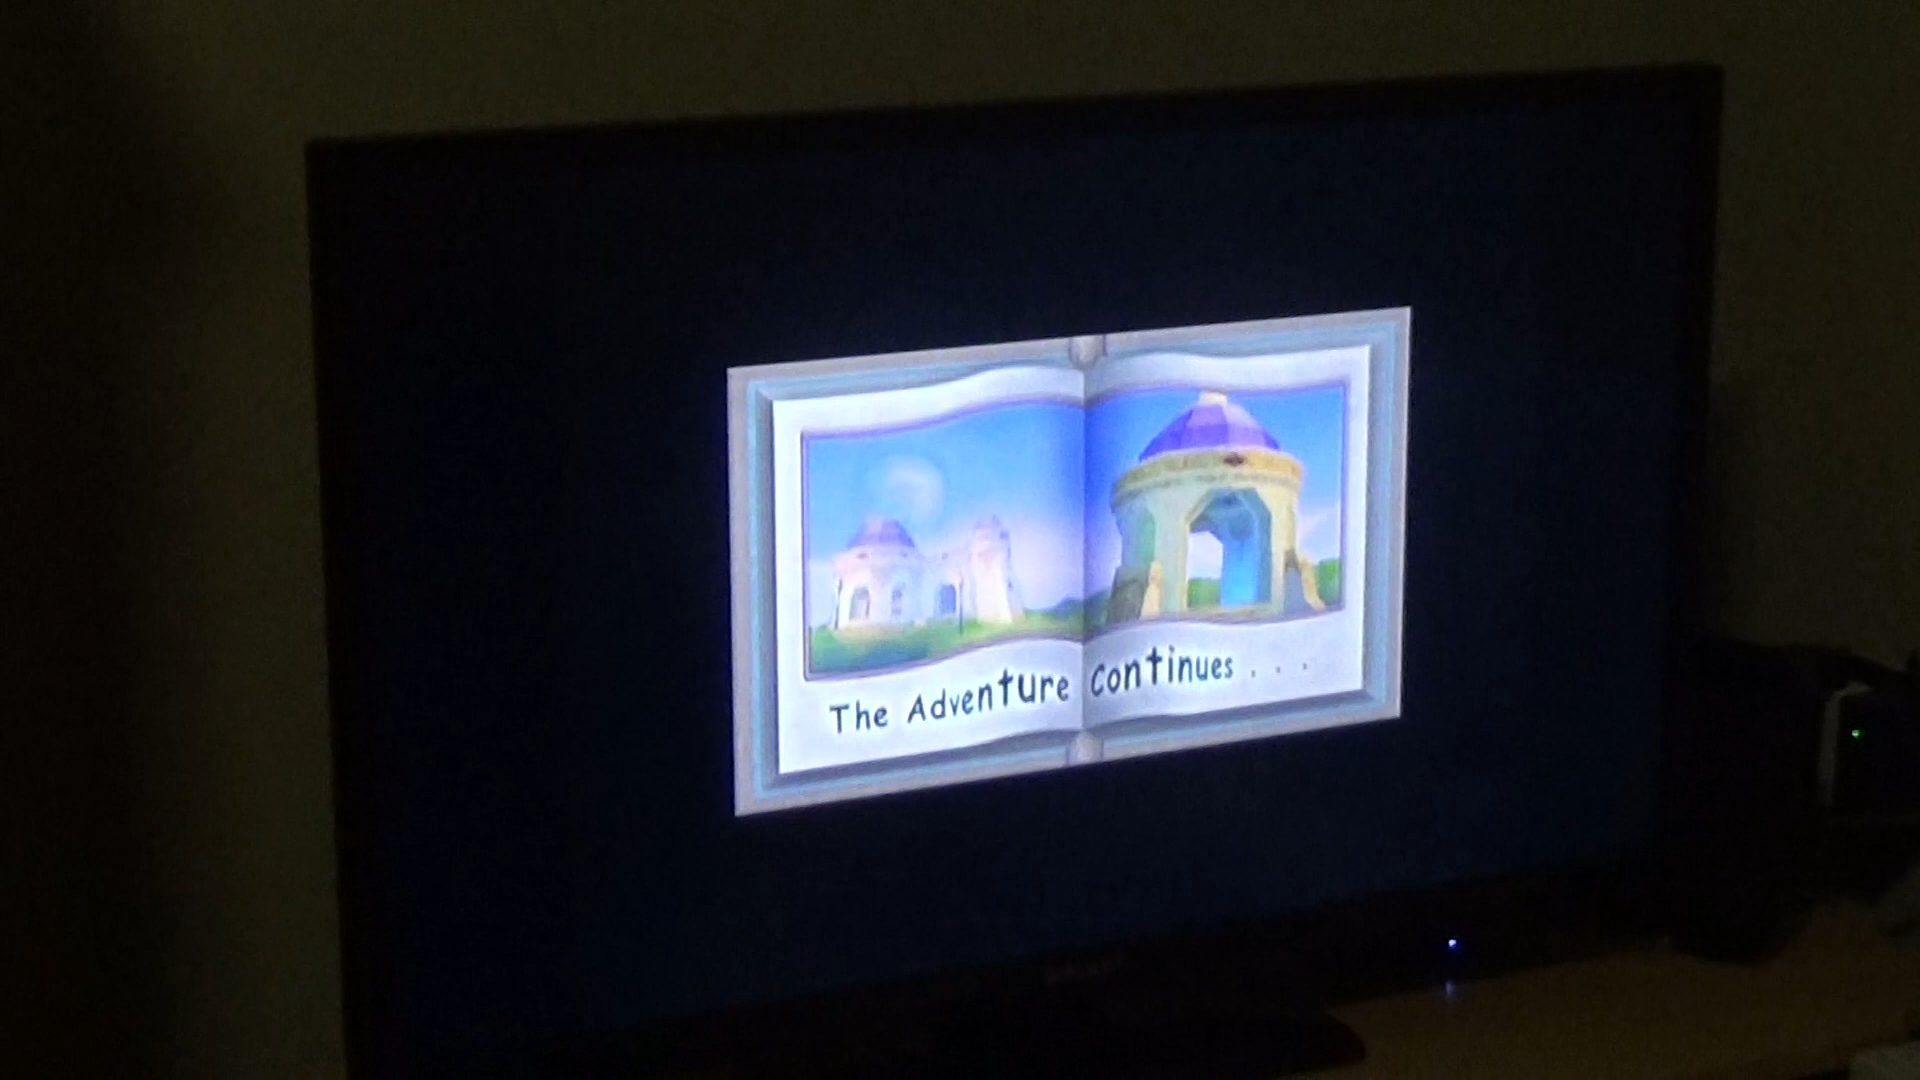 The Adventure Continues . . .